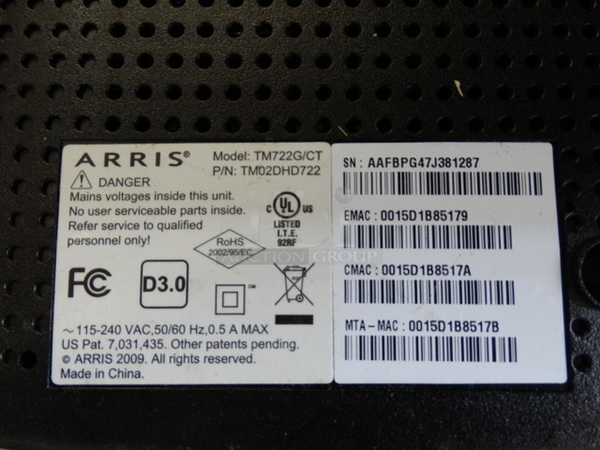 ARRIS®
Model: TM722G/CT
P/N: TM02DHD722
DANGER
Mains voltages inside this unit.
No user serviceable parts inside.
Refer service to qualified
personnel only!
C UL US
LISTED
I.T.E.
92RF
RoHS
2002/95/EC
FC
D3.0
~115-240 VAC,50/60 Hz,0.5 A MAX
US Pat. 7,031,435. Other patents pending.
© ARRIS 2009. All rights reserved.
Made in China.
SN: AAFBPG47J381287
EMAC: 0015D1B85179
CMAC: 0015D1B8517A
MTA-MAC: 0015D1B8517B
CTION GROUP